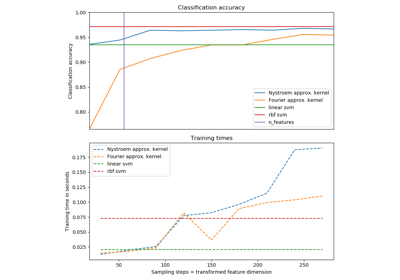 Classification accuracy
1.00
0.95
0.90
0.85
0.80
Classification accuracy
Nystroem approx. kernel
Fourier approx. kernel
linear svm
rbf svm
n_features
Training times
0.175
0.150
0.125
0.100
0.075
0.050
0.025
Training time in seconds
Nystroem approx. kernel
Fourier approx. kernel
linear svm
rbf svm
50
100
150
200
250
Sampling steps = transformed feature dimension